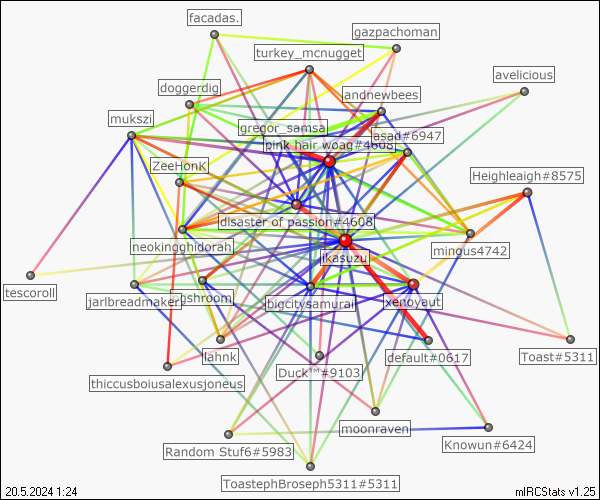 facadas.
gazpachoman
turkey_mcnugget
avelicious
doggerdig
andnewbees
mukszi
gregor_samsa
asad#6947
pink hair woag#4608
ZeeHonK
Heighleaigh#8575
disaster of passion#4608
neokingghidorah
mingus4742
ikasuzu
tescoroll
jarlbreadmaker
bigcitysamurai
xenoyaut
lannk
default#0617
Toast#5311
Duck™#9103
thiccusboiusalexusjoneus
moonraven
Knowun#6424
Random Stuf6#5983
ToastephBroseph5311#5311
20.5.2024 1:24
mIRCStats v1.25